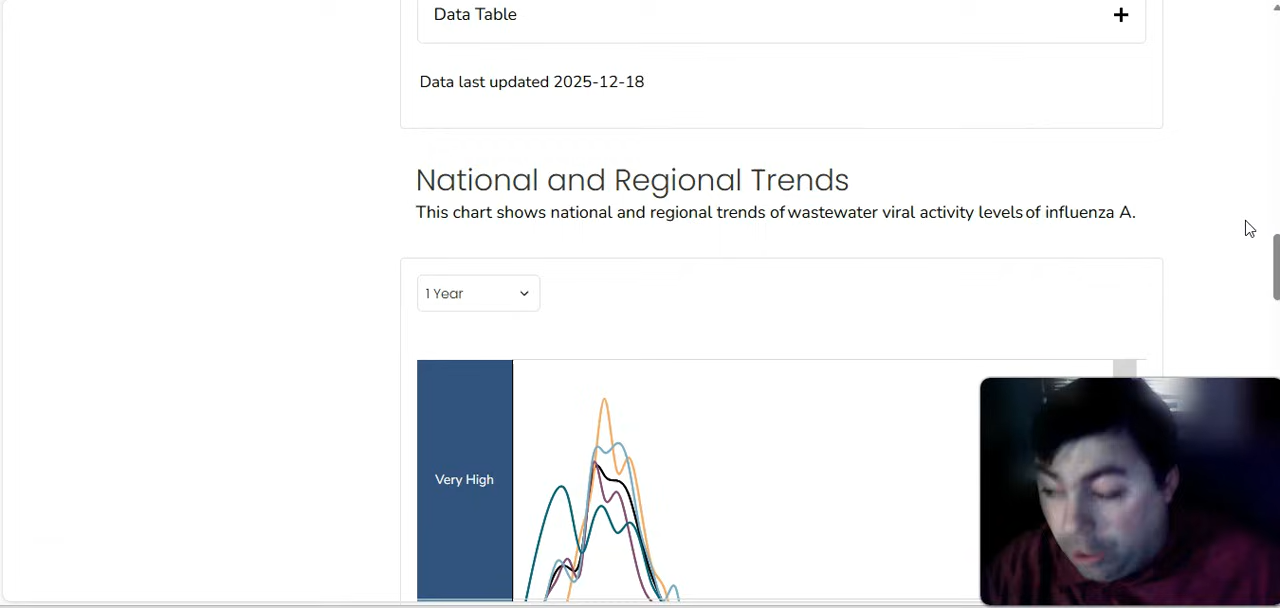 Data Table
Data last updated 2025-12-18
National and Regional Trends
This chart shows national and regional trends of wastewater viral activity levels of influenza A.
1 Year
Very High